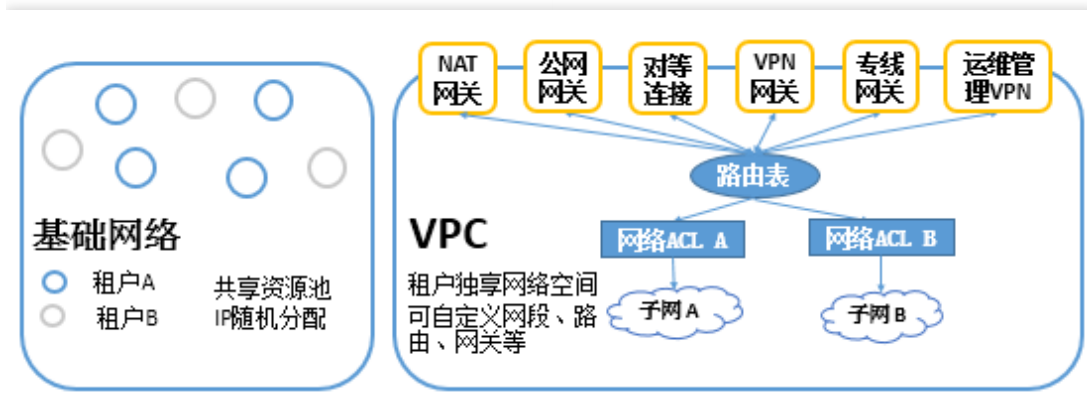 基础网络
租户A
租户B
共享资源池
IP随机分配
NAT
网关
公网
网关
对等
连接
VPN
网关
专线
网关
运维管
理VPN
路由表
VPC
租户独享网络空间
可自定义网段、路
由、网关等
网络ACL A
网络ACL B
子网 A
子网 B